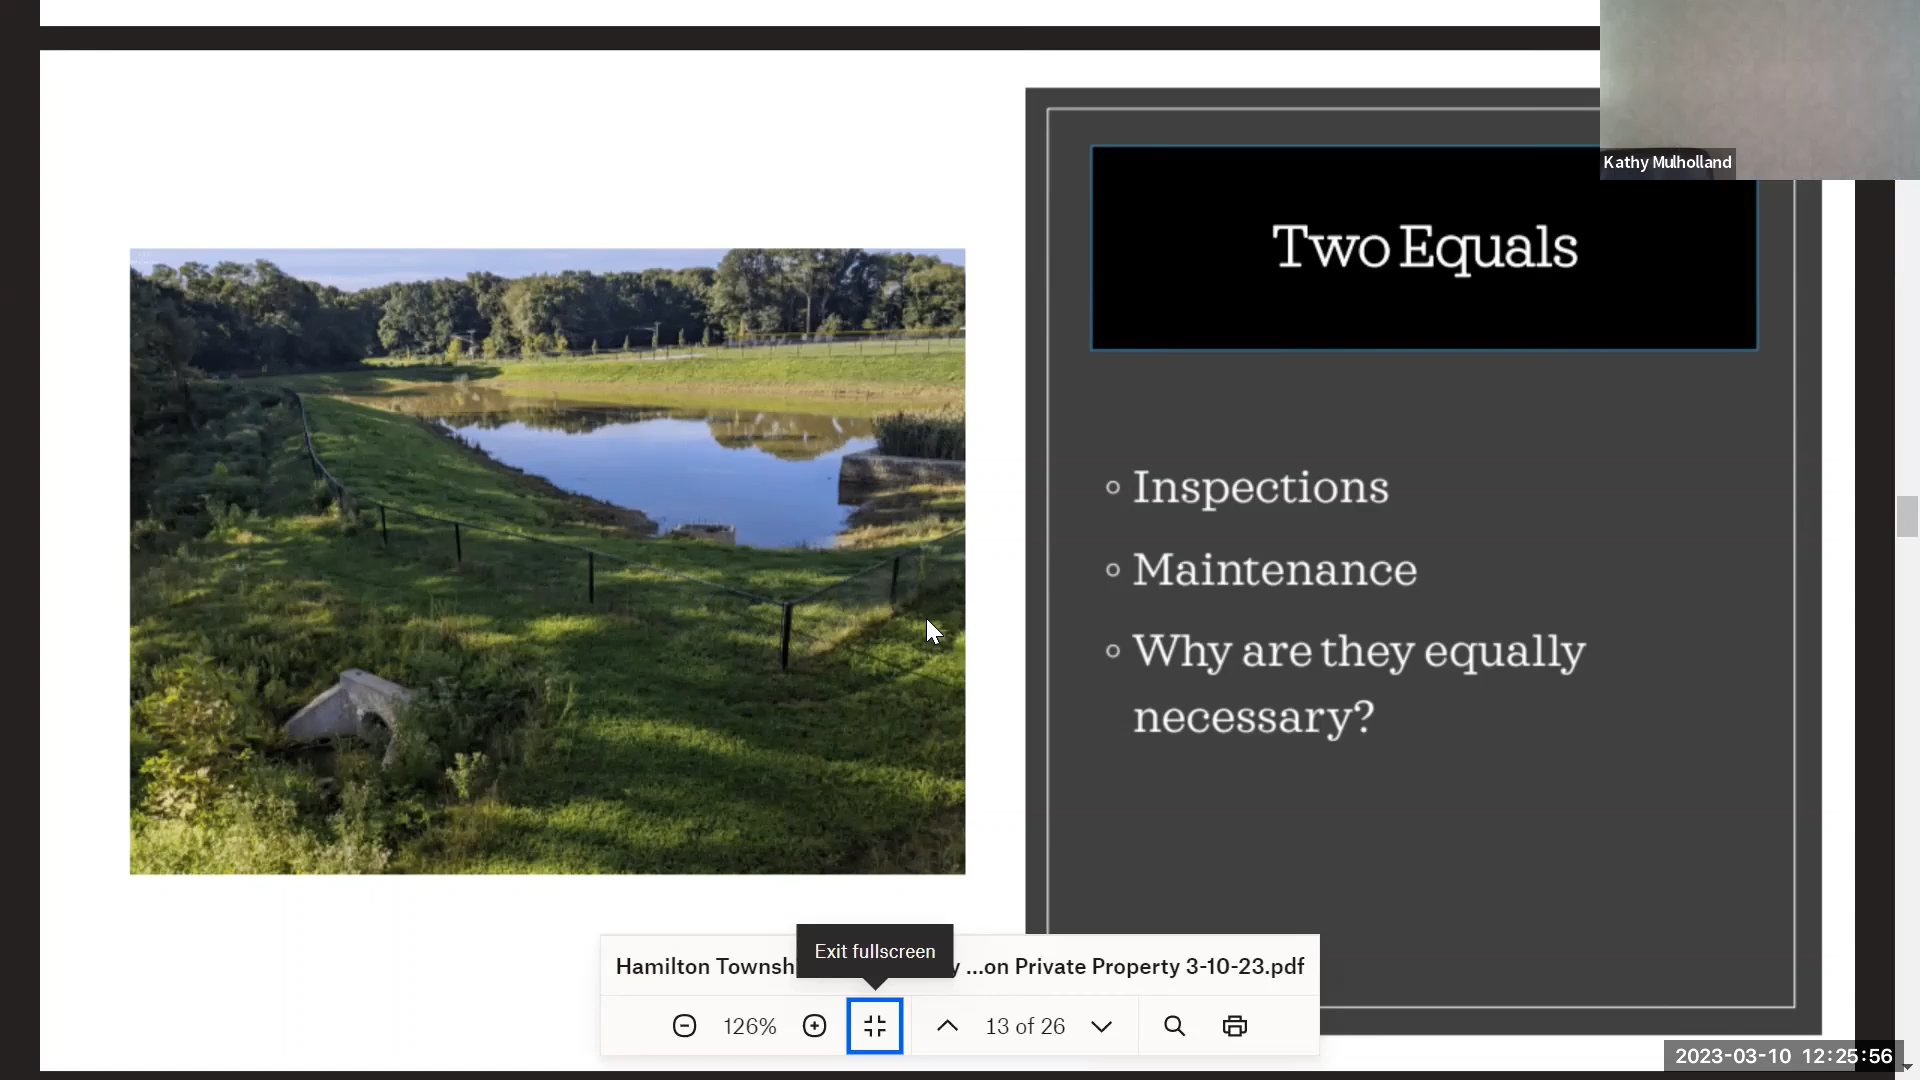 Kathy Mulholland
Two Equals
◦ Inspections
◦ Maintenance
◦ Why are they equally
necessary?
Exit fullscreen
Hamilton Townsh y ...on Private Property 3-10-23.pdf
126%
13 of 26
2023-03-10 12:25:56